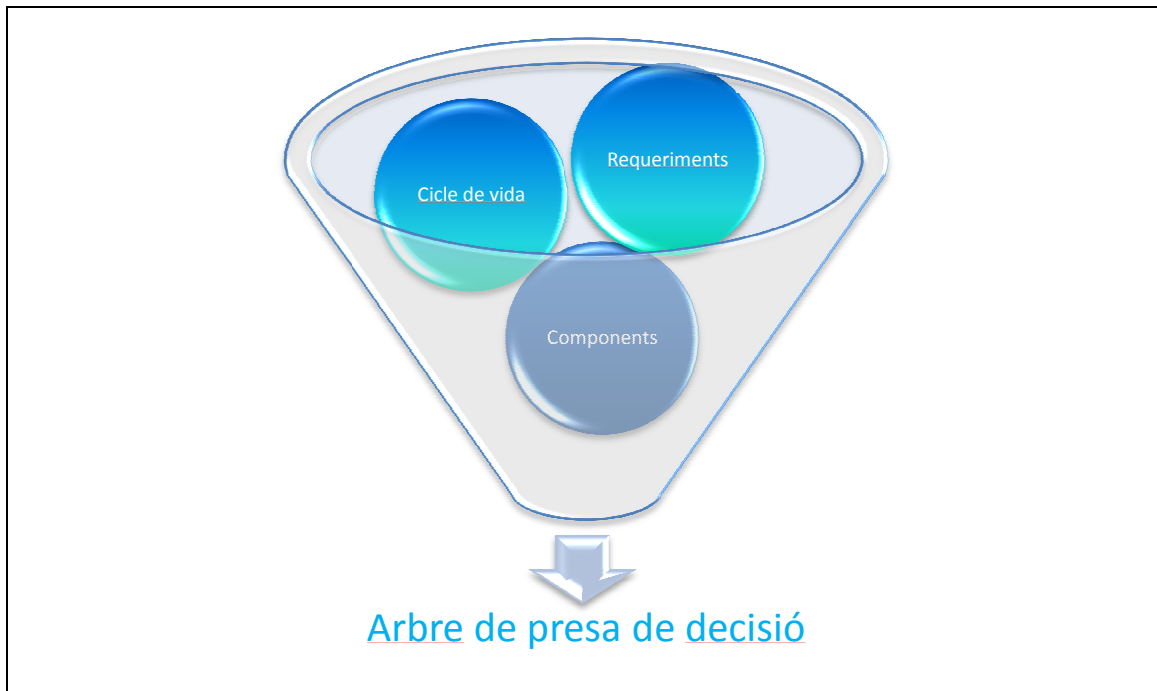 Requeriments
Cicle de vida
Components
Arbre de presa de decisió